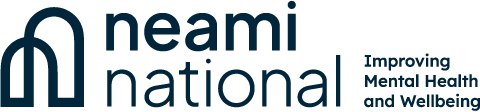 neami
national
Improving
Mental Health
and Wellbeing